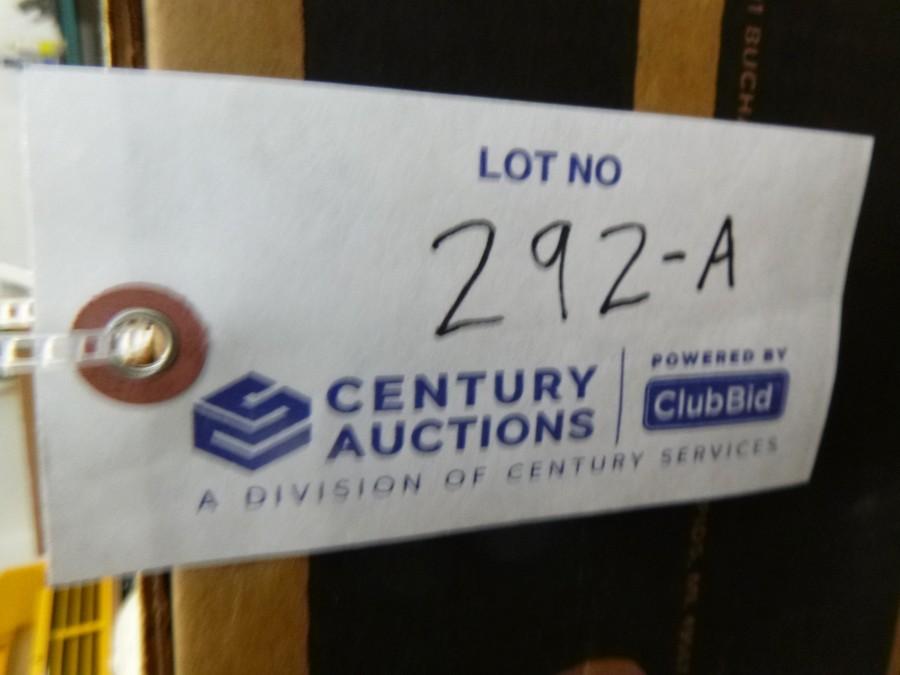 LOT NO
292-A
CENTURY
AUCTIONS
POWERED BY
ClubBid
A DIVISION OF CENTURY SERVICES